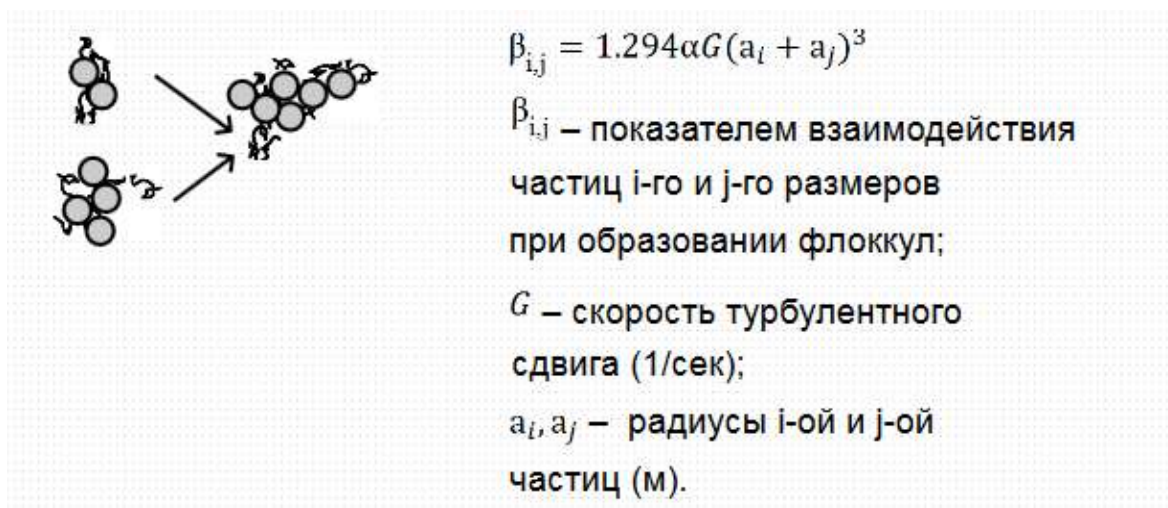 β_{i,j} = 1.294αG(a_i + a_j)^3
β_{i,j} – показателем взаимодействия
частиц i-го и j-го размеров
при образовании флоккул;
G – скорость турбулентного
сдвига (1/сек);
a_i, a_j – радиусы i-ой и j-ой
частиц (м).